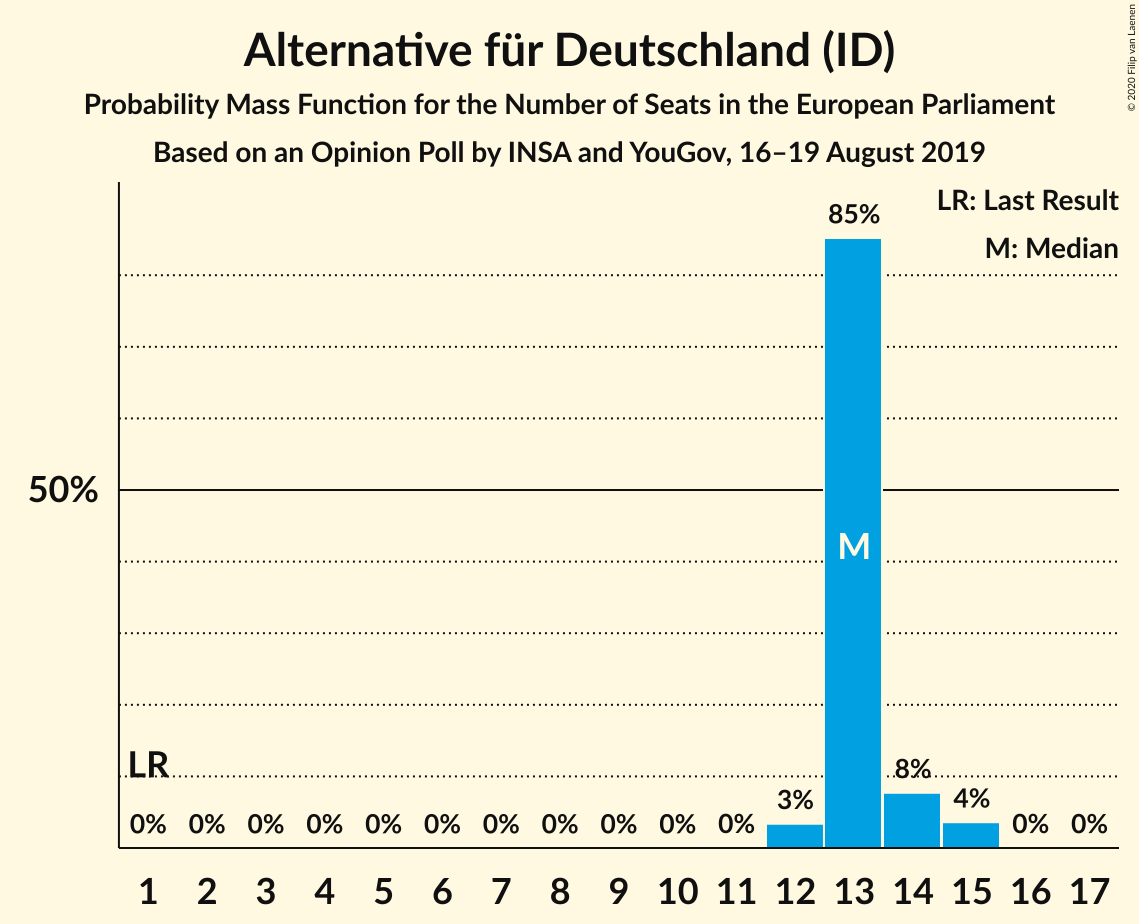 Alternative für Deutschland (ID)
Probability Mass Function for the Number of Seats in the European Parliament
Based on an Opinion Poll by INSA and YouGov, 16–19 August 2019
© 2020 Filip van Laenen
LR: Last Result
M: Median
85%
50%
M
LR
8%
3%
4%
0% 0% 0% 0% 0% 0% 0% 0% 0% 0% 0% 0% 0%
1 2 3 4 5 6 7 8 9 10 11 12 13 14 15 16 17